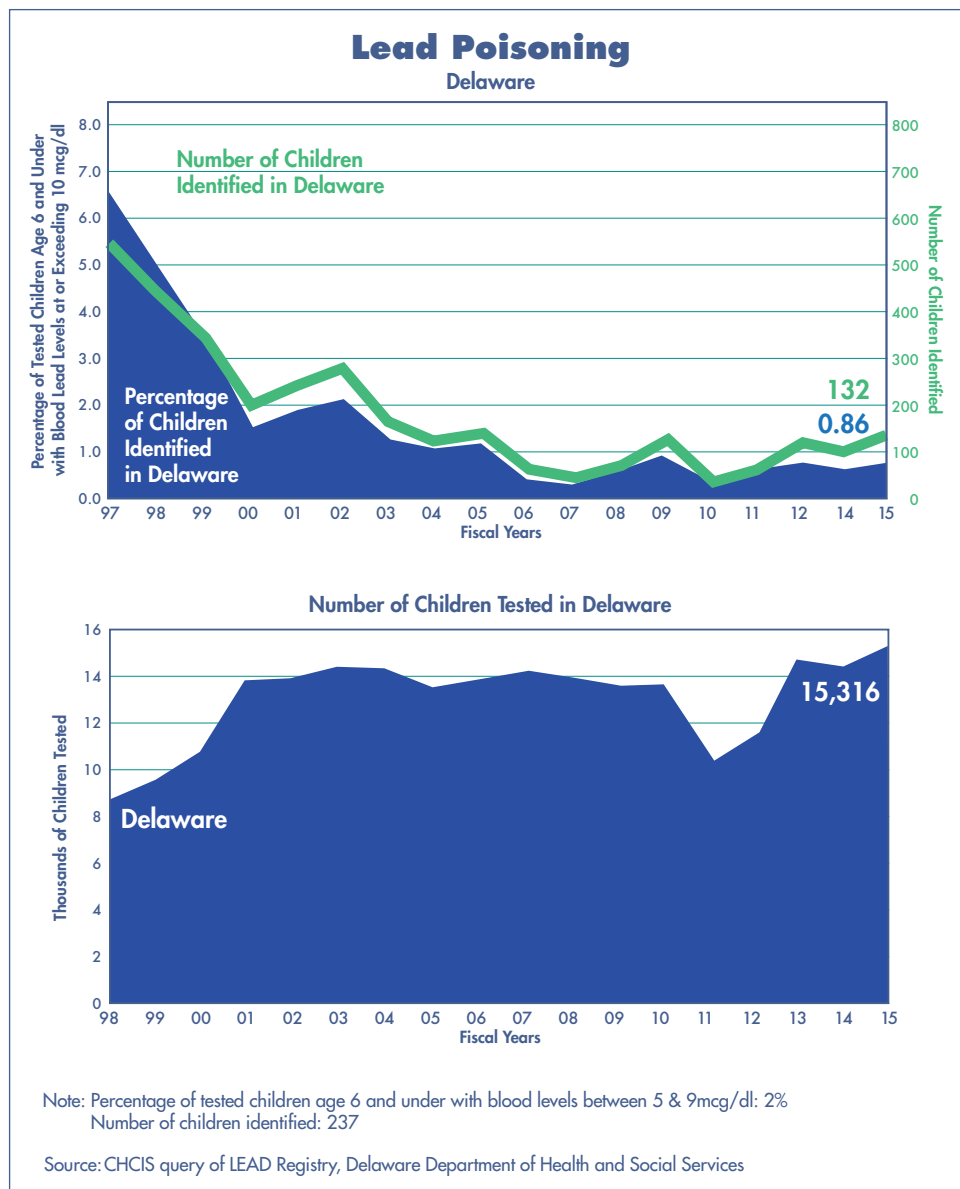 Lead Poisoning
Delaware
Percentage of Tested Children Age 6 and Under
with Blood Lead Levels at or Exceeding 10 mcg/dl
8.0
7.0
6.0
5.0
4.0
3.0
2.0
1.0
0.0
Number of Children
Identified in Delaware
Percentage
of Children
Identified
in Delaware
132
0.86
800
700
600
500
400
300
200
100
0
Number of Children Identified
97 98 99 00 01 02 03 04 05 06 07 08 09 10 11 12 14 15
Fiscal Years
Number of Children Tested in Delaware
Thousands of Children Tested
16
14
12
10
8
6
4
2
0
15,316
Delaware
98 99 00 01 02 03 04 05 06 07 08 09 10 11 12 13 14 15
Fiscal Years
Note: Percentage of tested children age 6 and under with blood levels between 5 & 9mcg/dl: 2%
Number of children identified: 237
Source: CHCIS query of LEAD Registry, Delaware Department of Health and Social Services